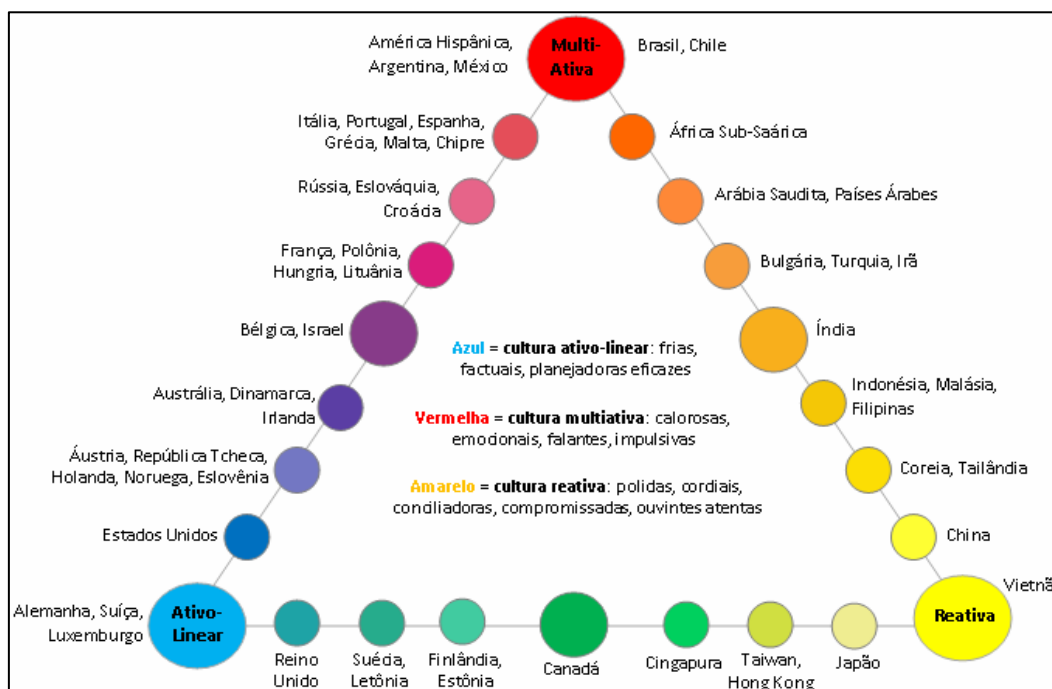 América Hispânica,
Argentina, México
Multi-
Ativa
Brasil, Chile
Itália, Portugal, Espanha,
Grécia, Malta, Chipre
África Sub-Saárica
Rússia, Eslováquia,
Croácia
Arábia Saudita, Países Árabes
França, Polônia,
Hungria, Lituânia
Bulgária, Turquia, Irã
Bélgica, Israel
Índia
Azul = cultura ativo-linear: frias,
factuais, planejadoras eficazes
Austrália, Dinamarca,
Irlanda
Indonésia, Malásia,
Filipinas
Vermelha = cultura multiativa: calorosas,
emocionais, falantes, impulsivas
Áustria, República Tcheca,
Holanda, Noruega, Eslovênia
Coreia, Tailândia
Amarelo = cultura reativa: polidas, cordiais,
conciliadoras, compromissadas, ouvintes atentas
Estados Unidos
China
Alemanha, Suíça,
Luxemburgo
Ativo-
Linear
Reativa
Vietnã
Reino
Unido
Suécia,
Letônia
Finlândia,
Estônia
Canadá
Cingapura
Taiwan,
Hong Kong
Japão